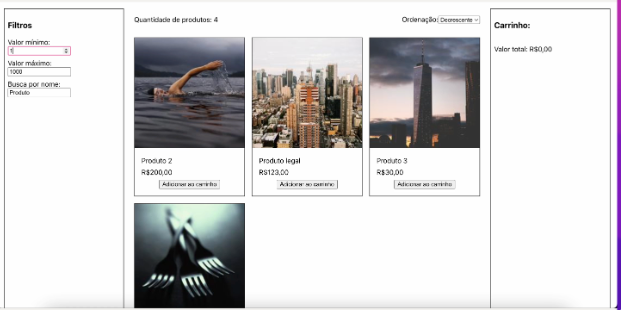 Filtros
Valor mínimo:
1
Valor máximo:
1000
Busca por nome:
Produto
Quantidade de produtos: 4
Ordenação: Decrescente
Produto 2
R$200,00
Adicionar ao carrinho
Produto legal
R$123,00
Adicionar ao carrinho
Produto 3
R$30,00
Adicionar ao carrinho
Carrinho:
Valor total: R$0,00